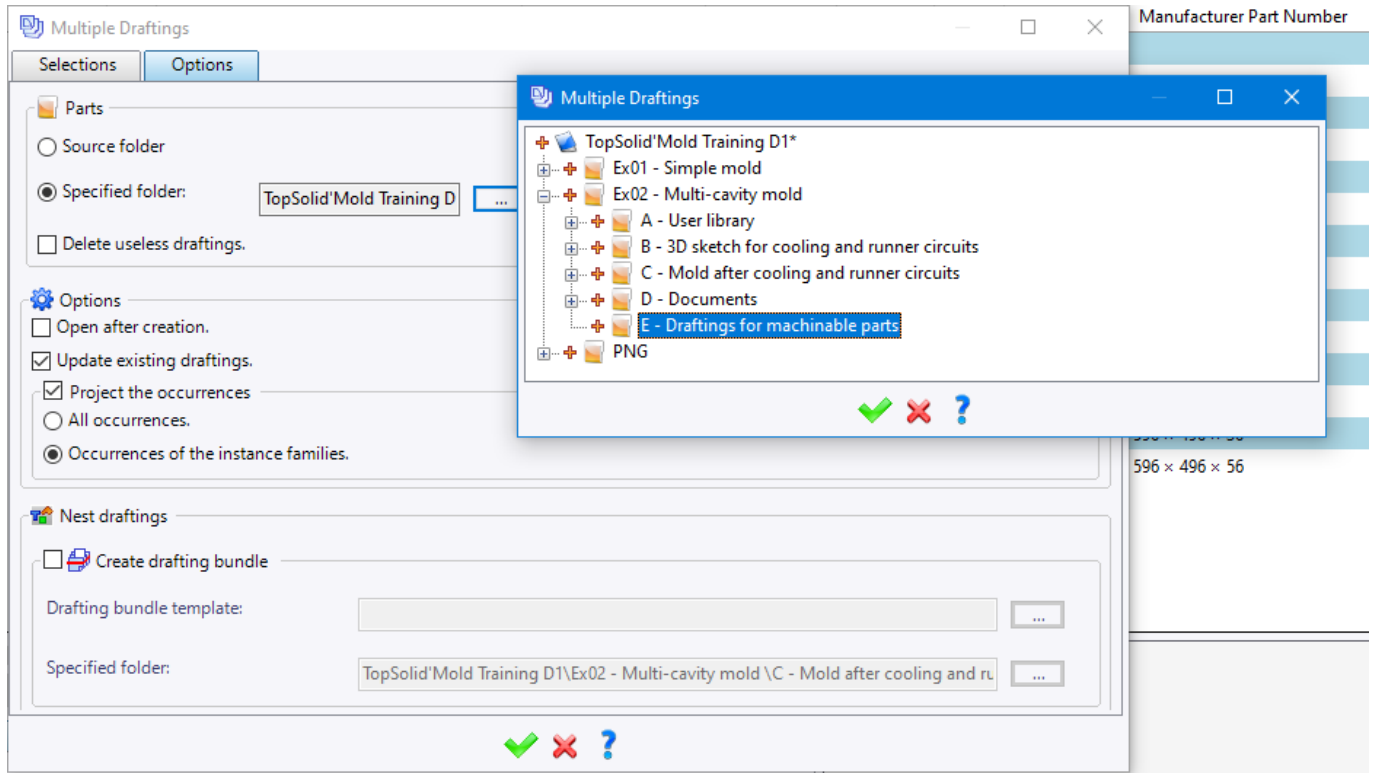 Multiple Draftings
Manufacturer Part Number
Selections
Options
Parts
Source folder
Specified folder:
TopSolid'Mold Training D
...
Delete useless draftings.
Options
Open after creation.
Update existing draftings.
Project the occurrences
All occurrences.
Occurrences of the instance families.
Multiple Draftings
TopSolid'Mold Training D1*
Ex01 - Simple mold
Ex02 - Multi-cavity mold
A - User library
B - 3D sketch for cooling and runner circuits
C - Mold after cooling and runner circuits
D - Documents
E - Draftings for machinable parts
PNG
?
596 × 496 × 56
Nest draftings
Create drafting bundle
Drafting bundle template:
...
Specified folder:
TopSolid'Mold Training D1\Ex02 - Multi-cavity mold \C - Mold after cooling and ru
...
?